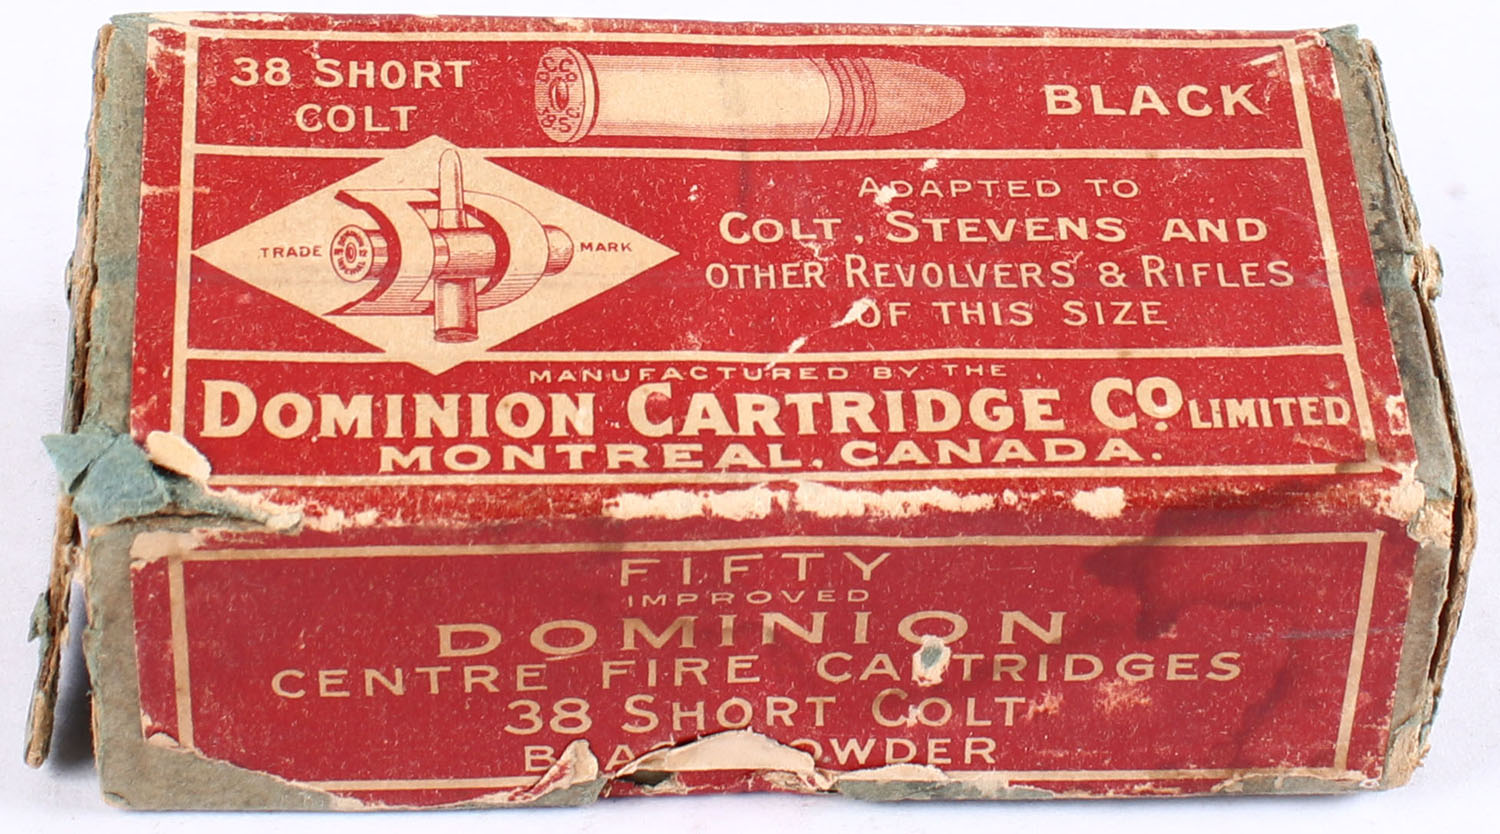 38 SHORT
COLT
BLACK
TRADE MARK
ADAPTED TO
COLT, STEVENS AND
OTHER REVOLVERS & RIFLES
OF THIS SIZE
MANUFACTURED BY THE
DOMINION CARTRIDGE CO. LIMITED
MONTREAL, CANADA.
FIFTY
IMPROVED
DOMINION
CENTRE FIRE CARTRIDGES
38 SHORT COLT